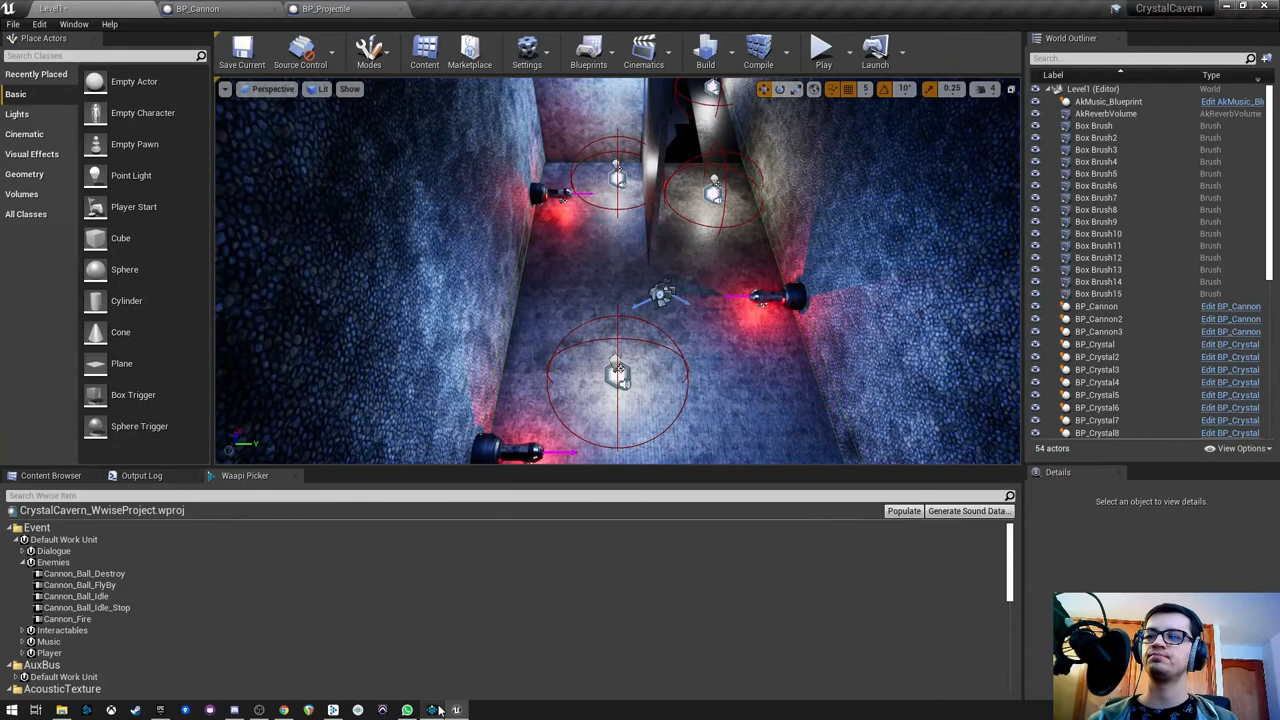 Level1*
BP_Cannon
BP_Projectile
CrystalCavern
File Edit Window Help
Place Actors
Search Classes
Recently Placed
Basic
Lights
Cinematic
Visual Effects
Geometry
Volumes
All Classes
Empty Actor
Empty Character
Empty Pawn
Point Light
Player Start
Cube
Sphere
Cylinder
Cone
Plane
Box Trigger
Sphere Trigger
Save Current
Source Control
Modes
Content
Marketplace
Settings
Blueprints
Cinematics
Build
Compile
Play
Launch
Perspective
Lit
Show
5
10°
0.25
4
World Outliner
Search...
Label Type
Level1 (Editor) World
AkMusic_Blueprint Edit AkMusic_Bl
AkReverbVolume AkReverbVolume
Box Brush Brush
Box Brush2 Brush
Box Brush3 Brush
Box Brush4 Brush
Box Brush5 Brush
Box Brush6 Brush
Box Brush7 Brush
Box Brush8 Brush
Box Brush9 Brush
Box Brush10 Brush
Box Brush11 Brush
Box Brush12 Brush
Box Brush13 Brush
Box Brush14 Brush
Box Brush15 Brush
BP_Cannon Edit BP_Cannon
BP_Cannon2 Edit BP_Cannon
BP_Cannon3 Edit BP_Cannon
BP_Crystal Edit BP_Crystal
BP_Crystal2 Edit BP_Crystal
BP_Crystal3 Edit BP_Crystal
BP_Crystal4 Edit BP_Crystal
BP_Crystal5 Edit BP_Crystal
BP_Crystal6 Edit BP_Crystal
BP_Crystal7 Edit BP_Crystal
BP_Crystal8 Edit BP_Crystal
54 actors
View Options
Details
Select an object to view details.
Y
Content Browser
Output Log
Waapi Picker
Search Wwise Item
CrystalCavern_WwiseProject.wproj
Populate
Generate Sound Data...
Event
Default Work Unit
Dialogue
Enemies
Cannon_Ball_Destroy
Cannon_Ball_FlyBy
Cannon_Ball_Idle
Cannon_Ball_Idle_Stop
Cannon_Fire
Interactables
Music
Player
AuxBus
Default Work Unit
AcousticTexture